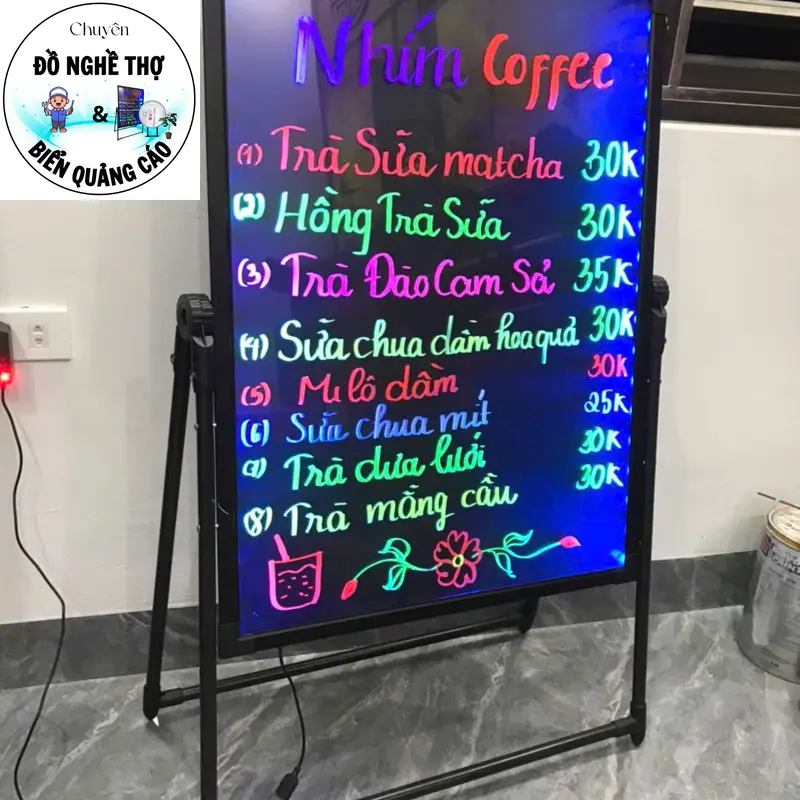 Chuyên
ĐỒ NGHỀ THỢ
&
BIỂN QUẢNG CÁO
Nhím Coffee
(1) Trà Sữa matcha 30K
(2) Hồng Trà Sữa 30K
(3) Trà Đào Cam Sả 35K
(4) Sữa chua dầm hoa quả 30K
(5) Mi lô dầm 30K
(6) Sữa chua mít 25K
(7) Trà dưa lưới 30K
(8) Trà mãng cầu 30K